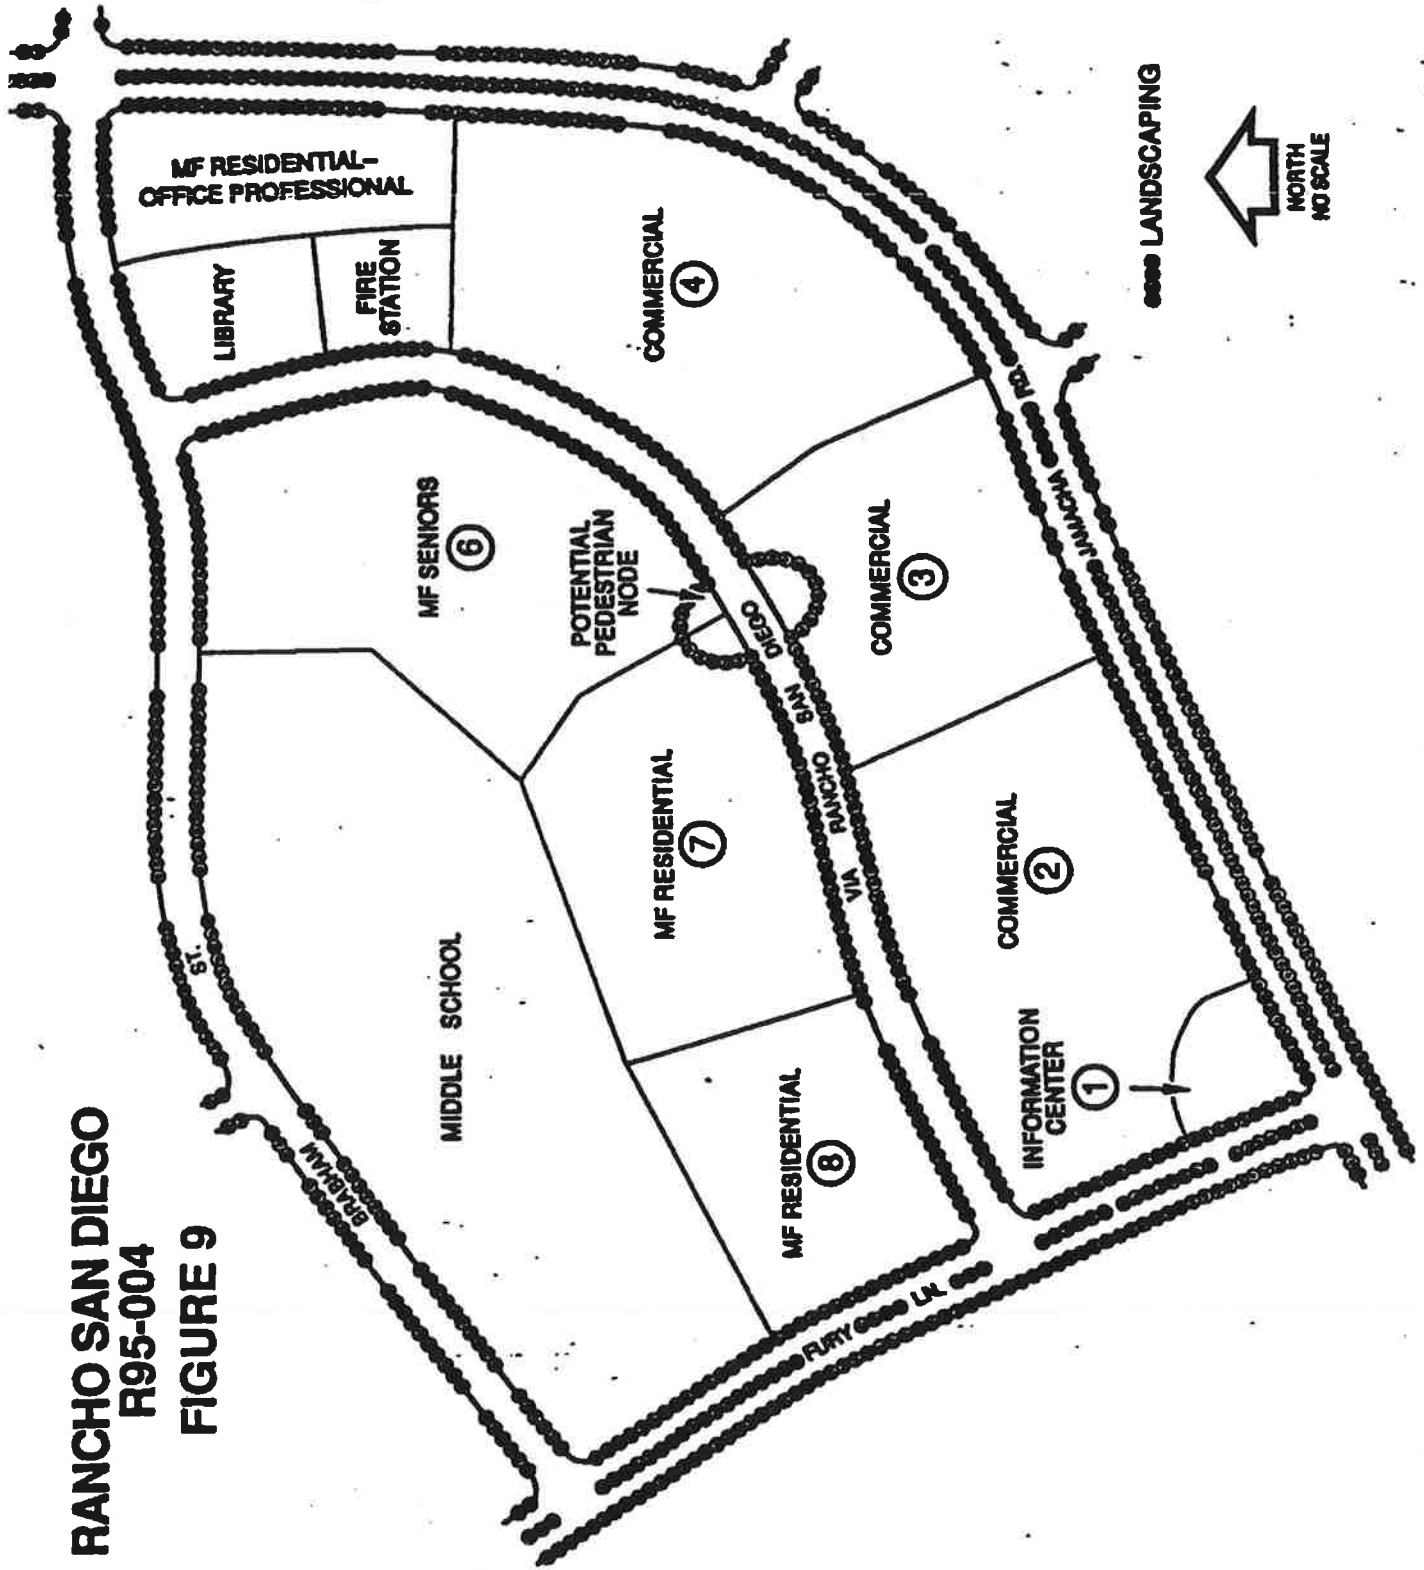 RANCHO SAN DIEGO
R95-004
FIGURE 9
BRABHAM
ST.
MIDDLE SCHOOL
MF RESIDENTIAL-
OFFICE PROFESSIONAL
LIBRARY
FIRE
STATION
MF SENIORS
6
POTENTIAL
PEDESTRIAN
NODE
COMMERCIAL
4
MF RESIDENTIAL
7
MF RESIDENTIAL
8
VIA
RANCHO
SAN
DIEGO
COMMERCIAL
3
COMMERCIAL
2
INFORMATION
CENTER
1
FURY
LN.
JAMACHA
RD.
LANDSCAPING
NORTH
NO SCALE